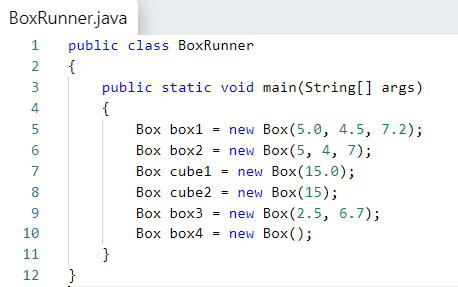 BoxRunner.java
1 public class BoxRunner
2 {
3 public static void main(String[] args)
4 {
5 Box box1 = new Box(5.0, 4.5, 7.2);
6 Box box2 = new Box(5, 4, 7);
7 Box cube1 = new Box(15.0);
8 Box cube2 = new Box(15);
9 Box box3 = new Box(2.5, 6.7);
10 Box box4 = new Box();
11 }
12 }